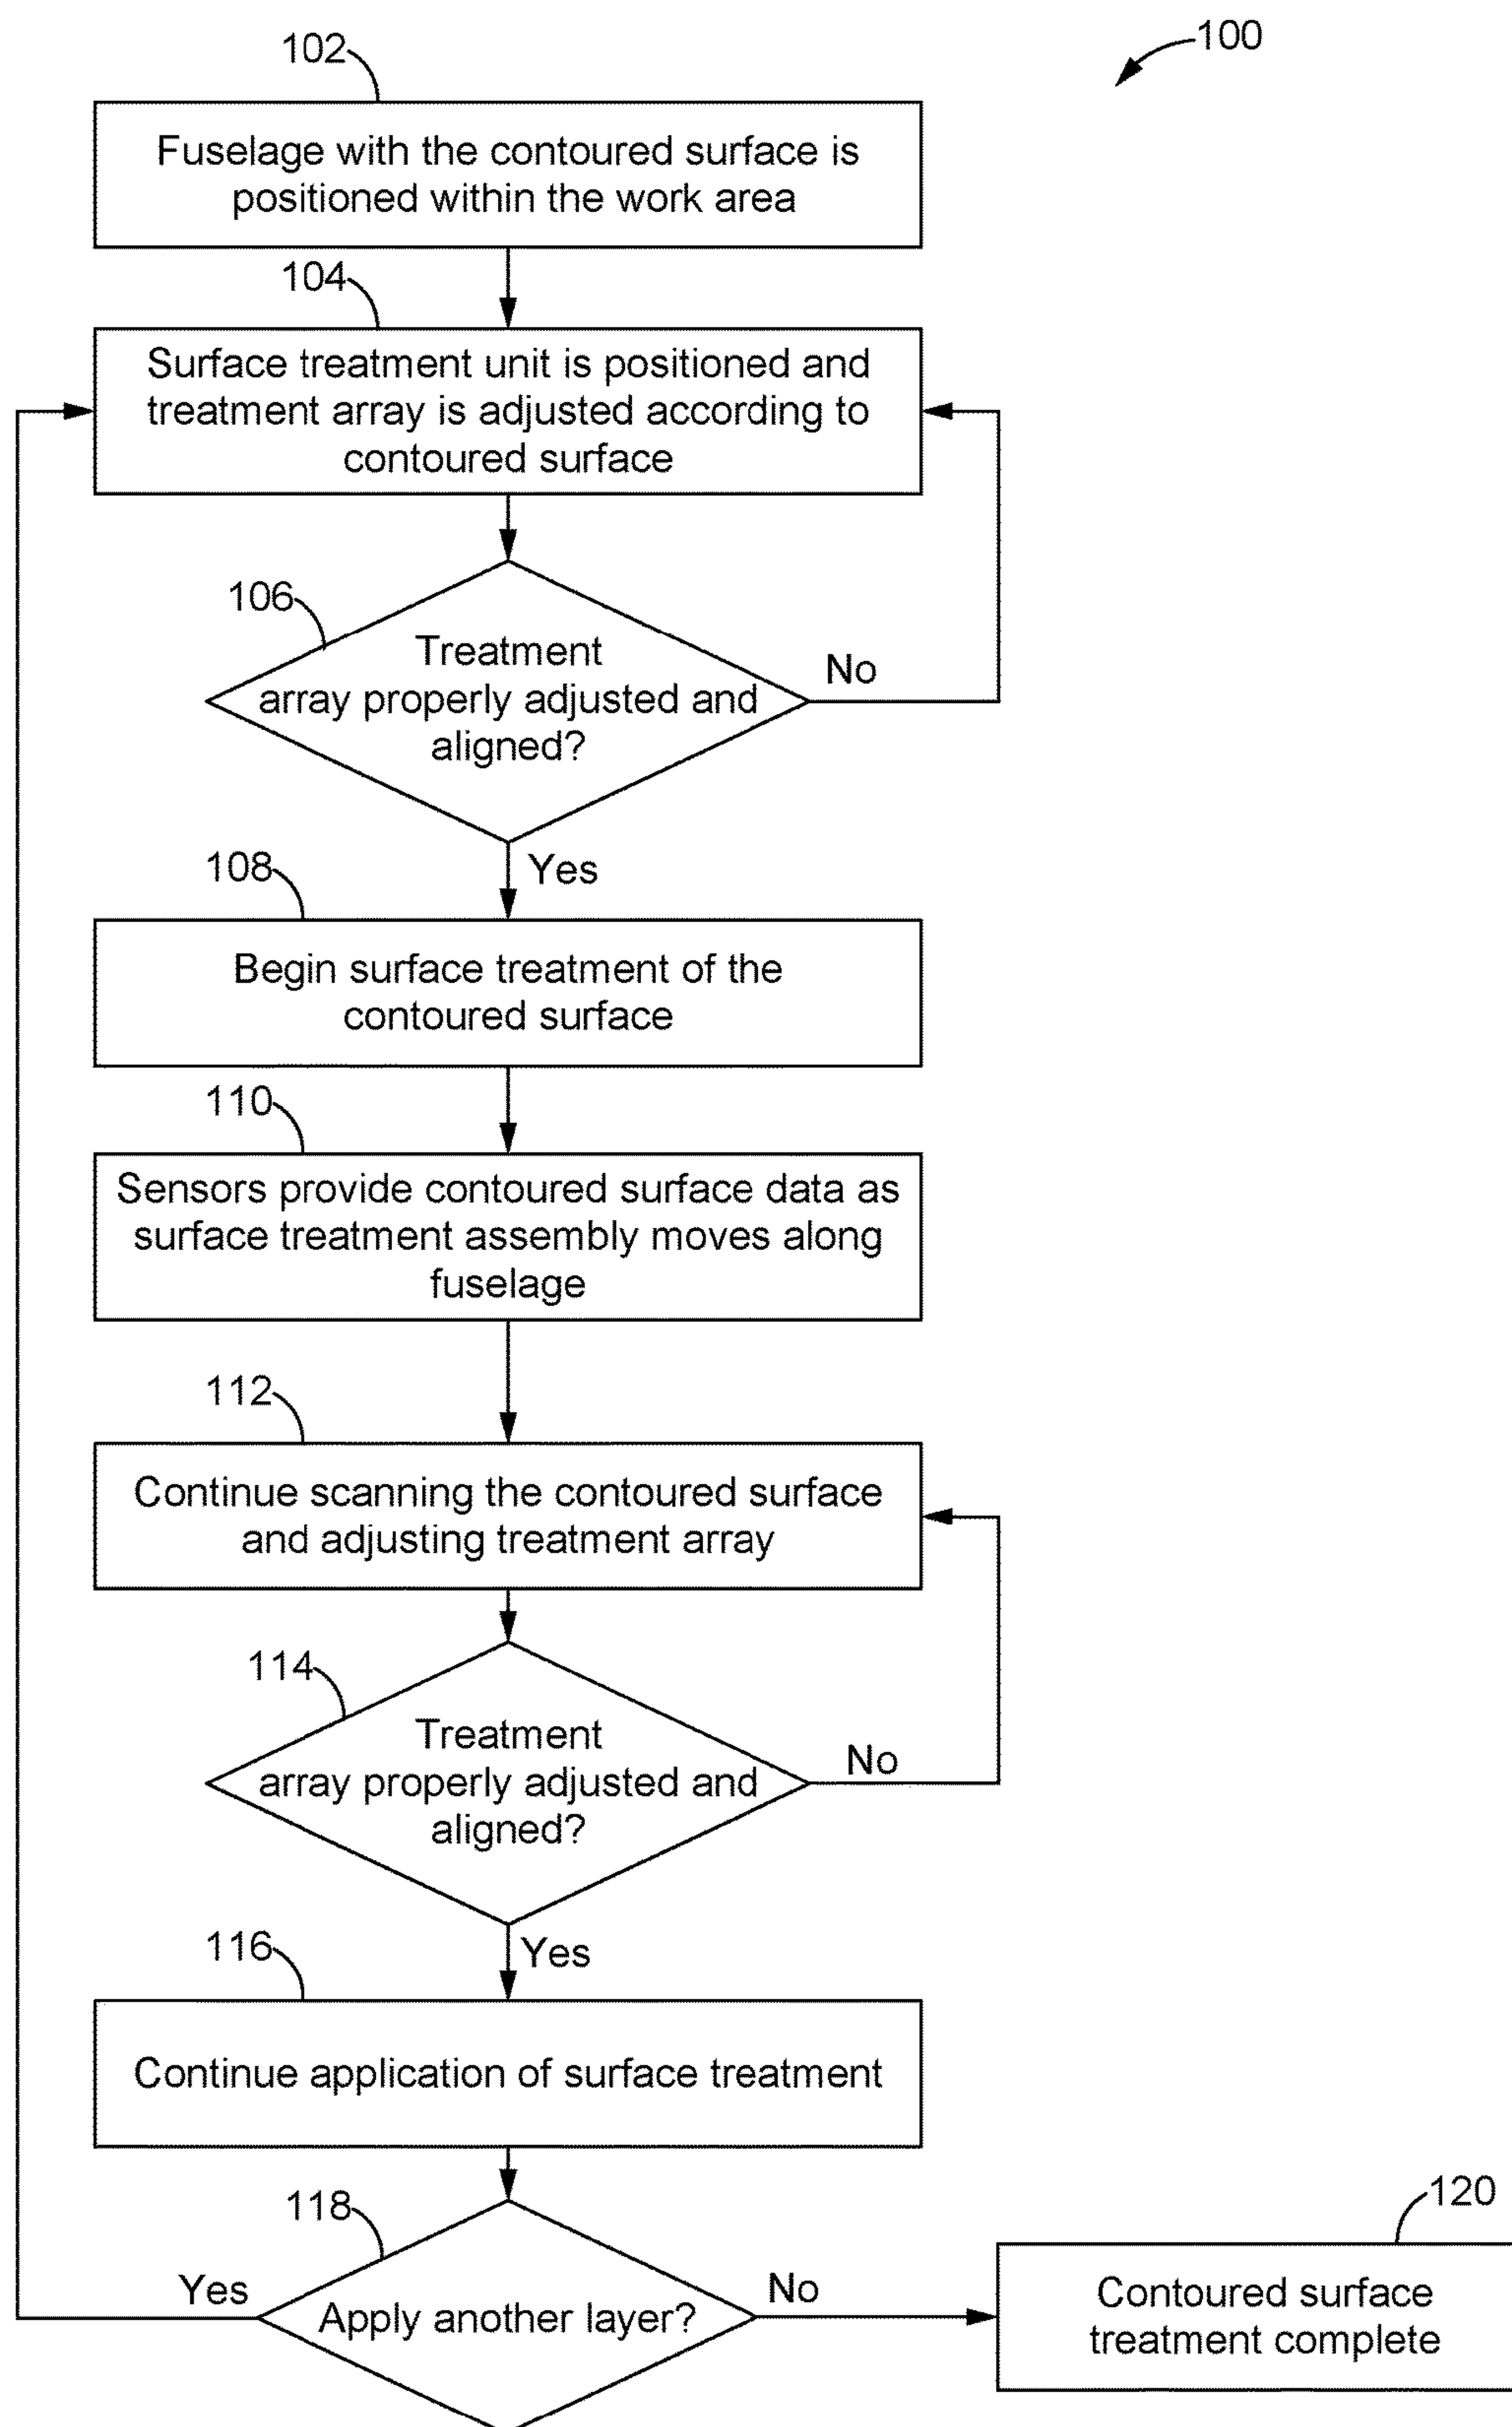 100
102
Fuselage with the contoured surface is
positioned within the work area
104
Surface treatment unit is positioned and
treatment array is adjusted according to
contoured surface
106
Treatment
array properly adjusted and
aligned?
No
Yes
108
Begin surface treatment of the
contoured surface
110
Sensors provide contoured surface data as
surface treatment assembly moves along
fuselage
112
Continue scanning the contoured surface
and adjusting treatment array
114
Treatment
array properly adjusted and
aligned?
No
Yes
116
Continue application of surface treatment
118
Apply another layer?
Yes
No
120
Contoured surface
treatment complete